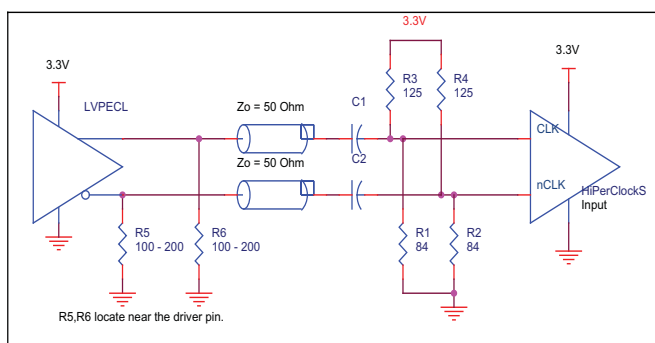 3.3V
3.3V
3.3V
LVPECL
Zo = 50 Ohm
C1
R3
125
R4
125
CLK
Zo = 50 Ohm
C2
nCLK
HiPerClockS
Input
R5
100 - 200
R6
100 - 200
R1
84
R2
84
R5,R6 locate near the driver pin.